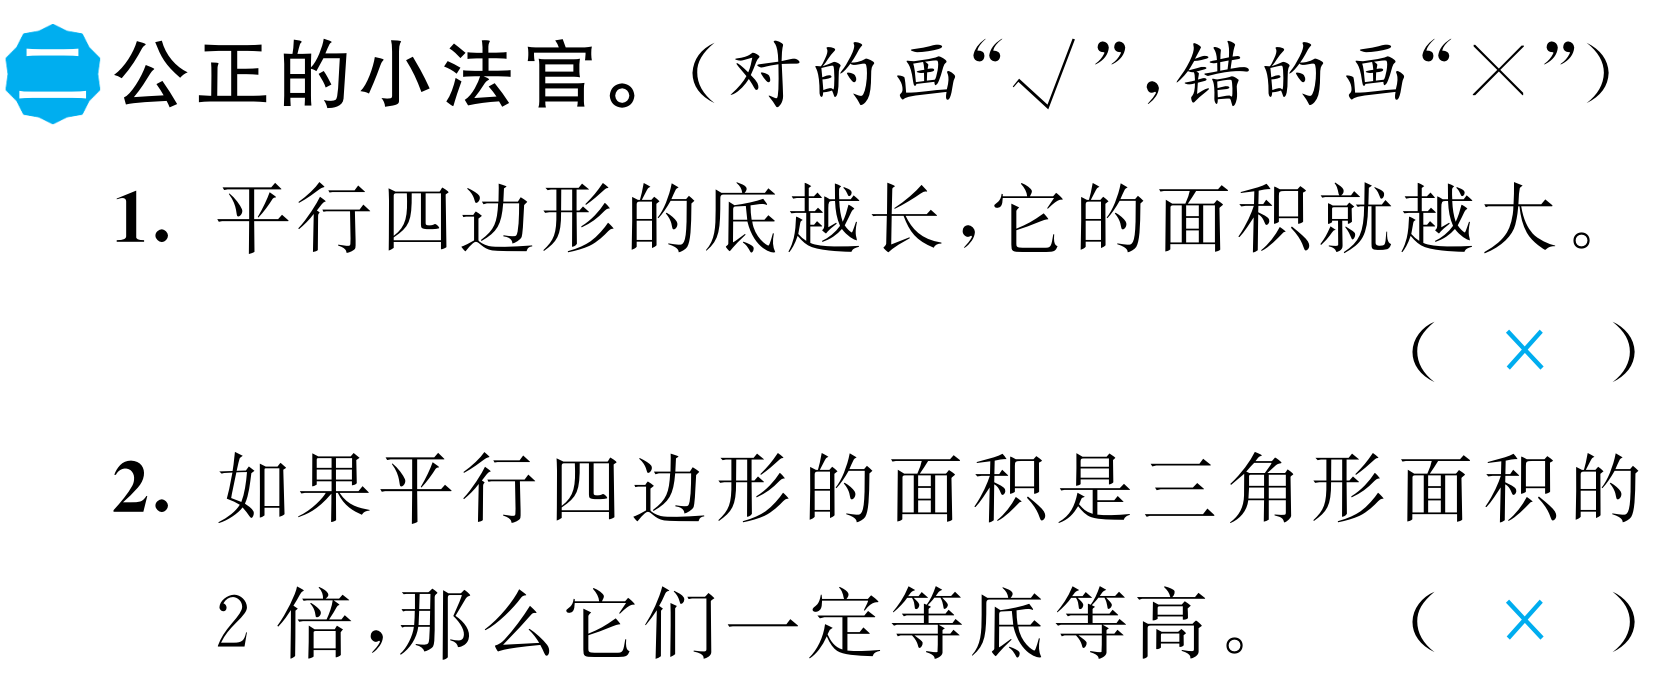 二 公正的小法官。(对的画“√”,错的画“×”)
1. 平行四边形的底越长,它的面积就越大。
( × )
2. 如果平行四边形的面积是三角形面积的
2 倍,那么它们一定等底等高。 ( × )